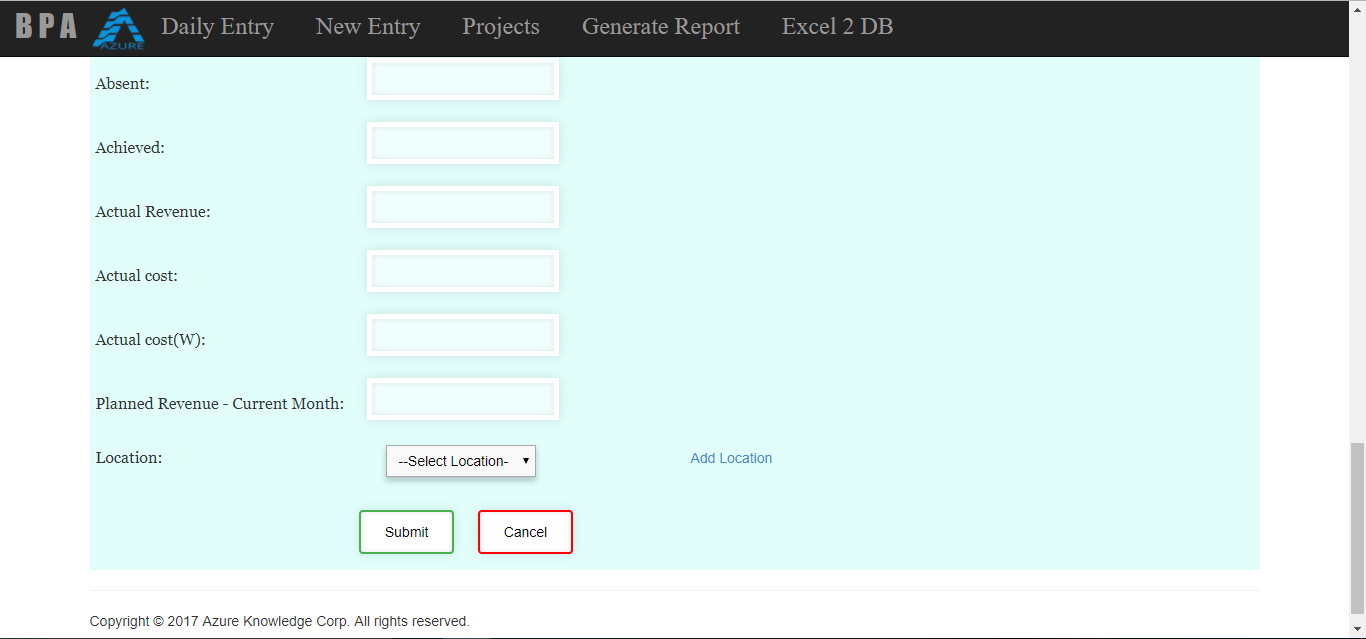 BPA AZURE Daily Entry New Entry Projects Generate Report Excel 2 DB
Absent:
Achieved:
Actual Revenue:
Actual cost:
Actual cost(W):
Planned Revenue - Current Month:
Location: --Select Location- Add Location
Submit Cancel
Copyright © 2017 Azure Knowledge Corp. All rights reserved.